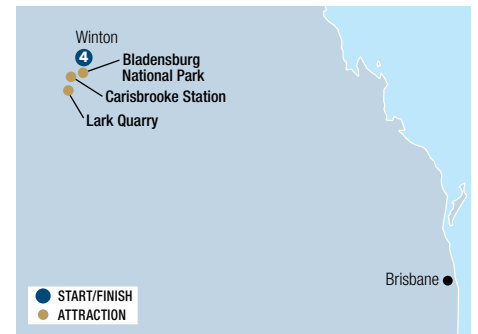 Winton
4
Bladensburg
National Park
Carisbrooke Station
Lark Quarry
Brisbane
START/FINISH
ATTRACTION